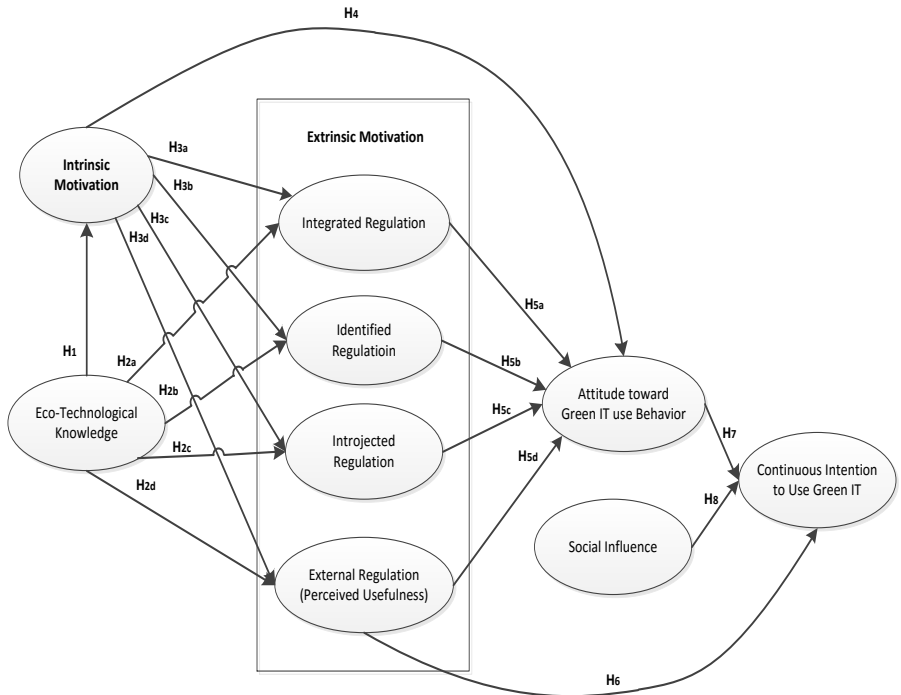 H4
Extrinsic Motivation
H3a
Intrinsic
Motivation
H3b
H3c
H3d
Integrated Regulation
H5a
H1
H2a
Identified
Regulatioin
H5b
H2b
Attitude toward
Green IT use Behavior
Eco-Technological
Knowledge
H5c
H2c
Introjected
Regulation
H7
H5d
H2d
Continuous Intention
to Use Green IT
H8
Social Influence
External Regulation
(Perceived Usefulness)
H6